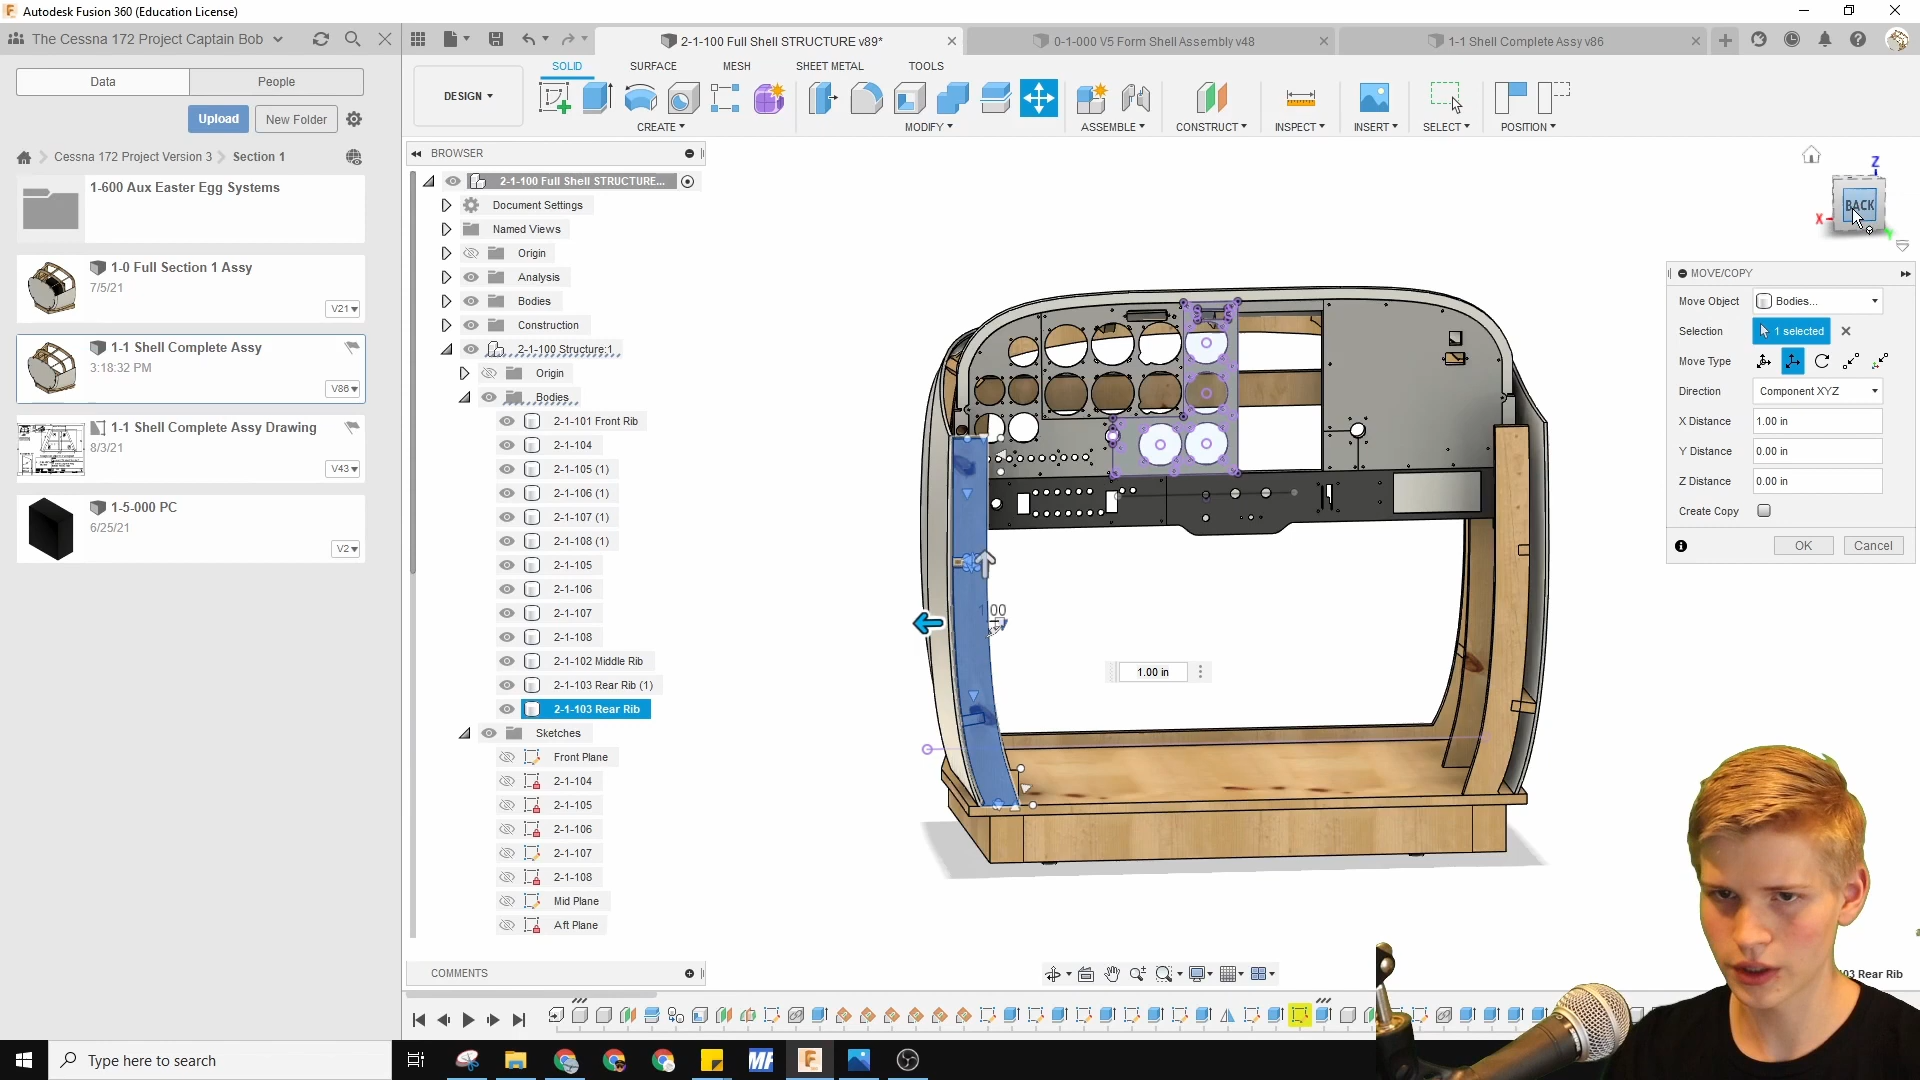 Autodesk Fusion 360 (Education License)
The Cessna 172 Project Captain Bob
2-1-100 Full Shell STRUCTURE v89*
0-1-000 V5 Form Shell Assembly v48
1-1 Shell Complete Assy v86
Data
People
Upload
New Folder
Cessna 172 Project Version 3
Section 1
1-600 Aux Easter Egg Systems
1-0 Full Section 1 Assy
7/5/21
V21
1-1 Shell Complete Assy
3:18:32 PM
V86
1-1 Shell Complete Assy Drawing
8/3/21
V43
1-5-000 PC
6/25/21
V2
DESIGN
SOLID
SURFACE
MESH
SHEET METAL
TOOLS
CREATE
MODIFY
ASSEMBLE
CONSTRUCT
INSPECT
INSERT
SELECT
POSITION
BROWSER
2-1-100 Full Shell STRUCTURE...
Document Settings
Named Views
Origin
Analysis
Bodies
Construction
2-1-100 Structure:1
Origin
Bodies
2-1-101 Front Rib
2-1-104
2-1-105 (1)
2-1-106 (1)
2-1-107 (1)
2-1-108 (1)
2-1-105
2-1-106
2-1-107
2-1-108
2-1-102 Middle Rib
2-1-103 Rear Rib (1)
2-1-103 Rear Rib
Sketches
Front Plane
2-1-104
2-1-105
2-1-106
2-1-107
2-1-108
Mid Plane
Aft Plane
COMMENTS
Z
BACK
X
MOVE/COPY
Move Object
Bodies...
Selection
1 selected
Move Type
Direction
Component XYZ
X Distance
1.00 in
Y Distance
0.00 in
Z Distance
0.00 in
Create Copy
OK
Cancel
1.00
1.00 in
03 Rear Rib
Type here to search